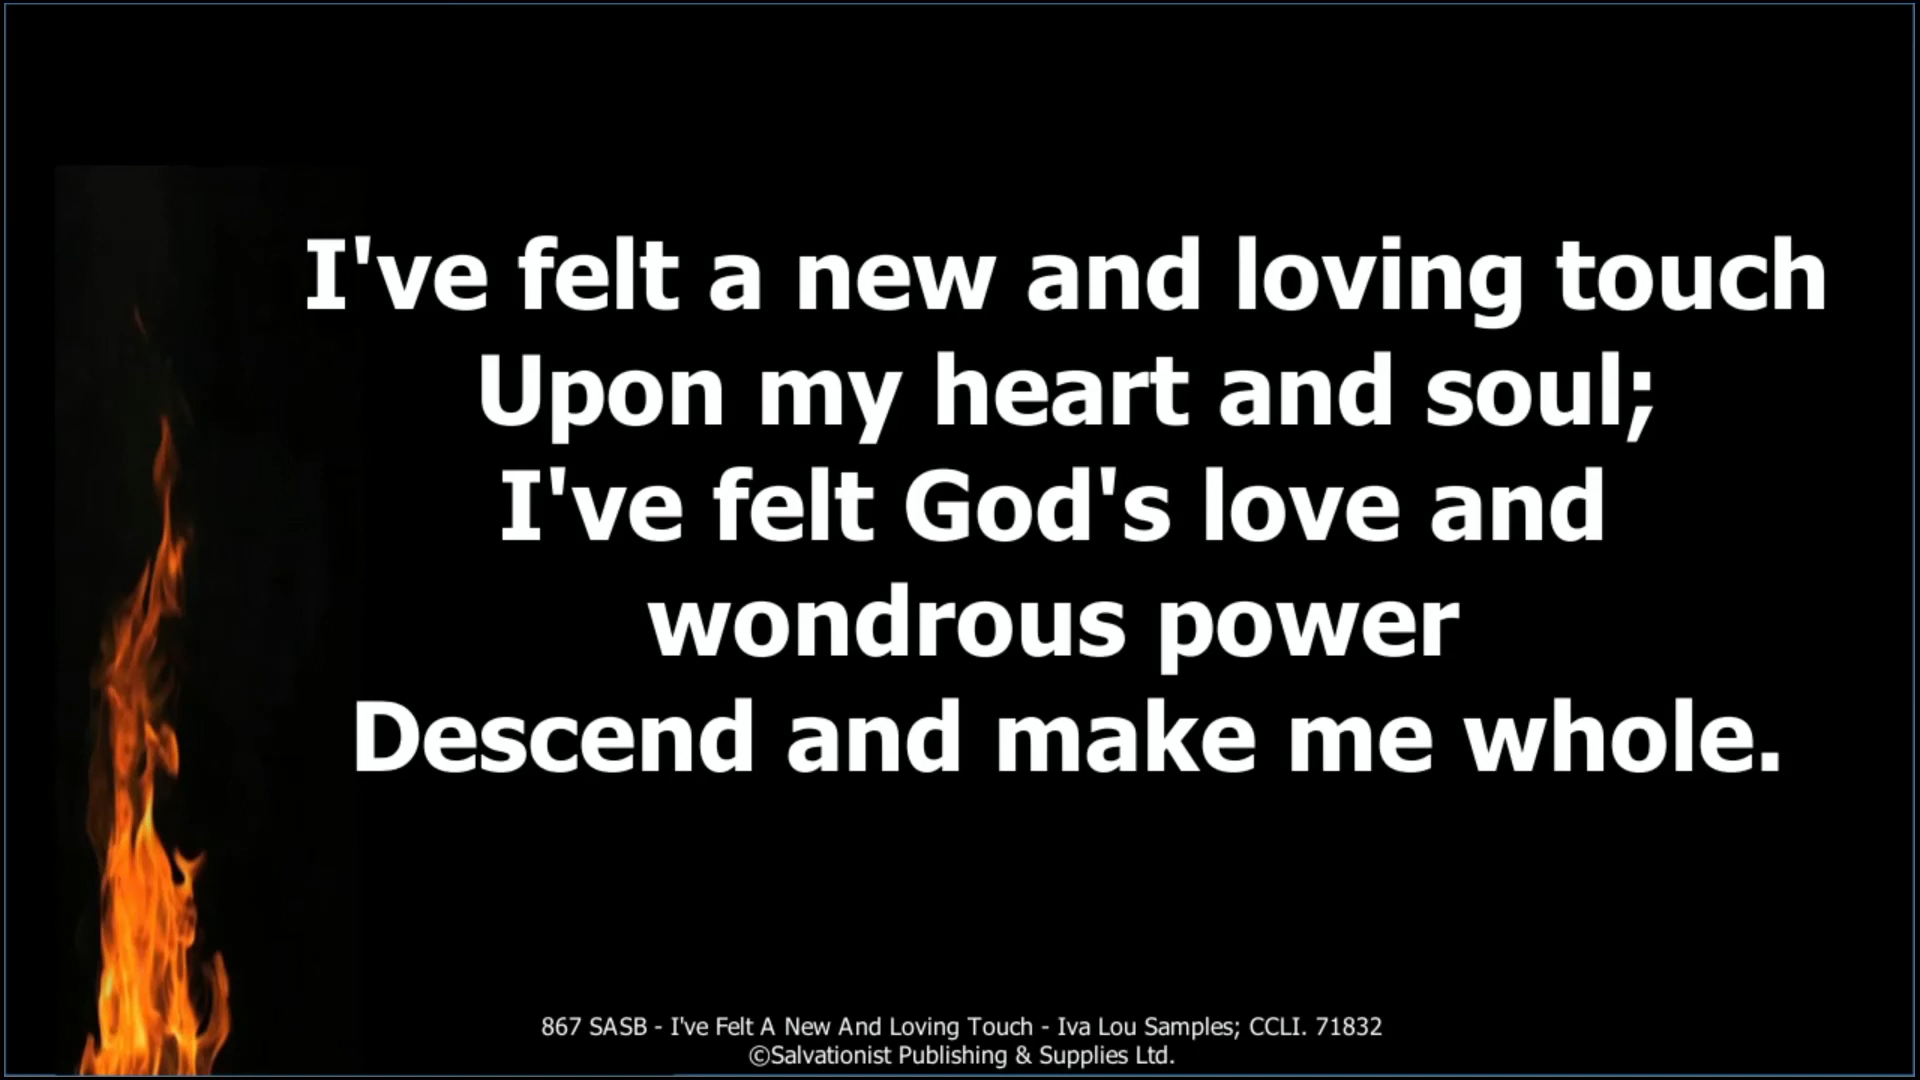 I've felt a new and loving touch
Upon my heart and soul;
I've felt God's love and
wondrous power
Descend and make me whole.
867 SASB - I've Felt A New And Loving Touch - Iva Lou Samples; CCLI. 71832
©Salvationist Publishing & Supplies Ltd.